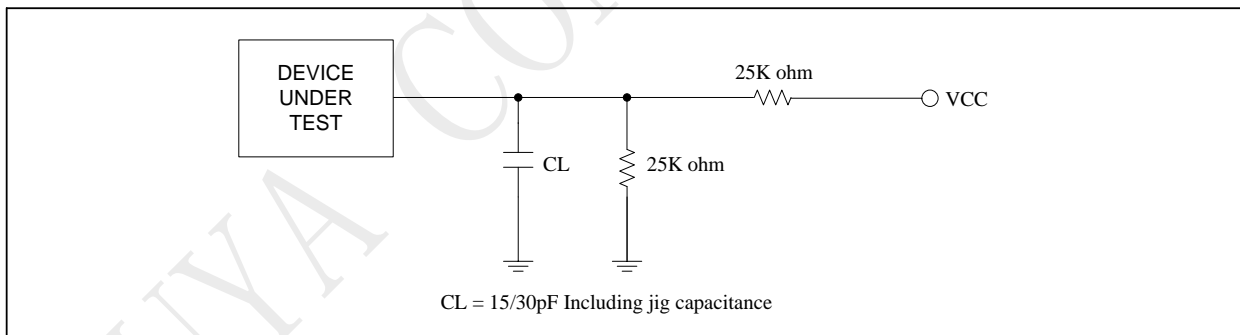 DEVICE
UNDER
TEST
25K ohm
VCC
CL
25K ohm
CL = 15/30pF Including jig capacitance